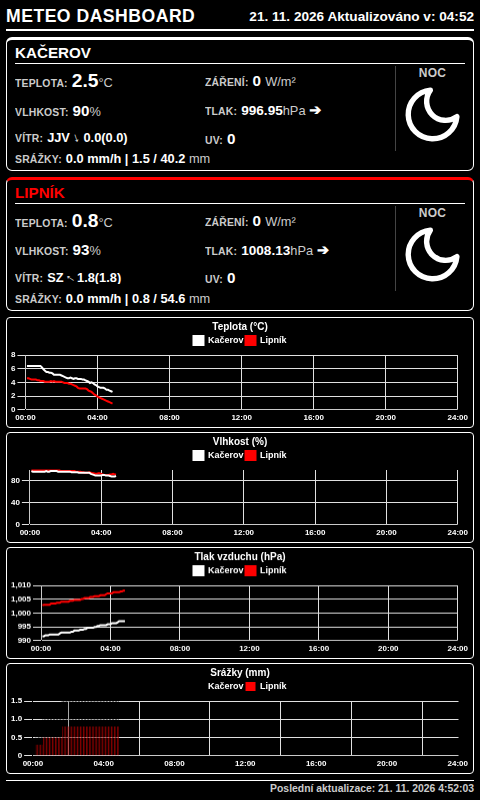 METEO DASHBOARD
21. 11. 2026 Aktualizováno v: 04:52
KAČEROV
TEPLOTA: 2.5°C
ZÁŘENÍ: 0 W/m²
NOC
VLHKOST: 90%
TLAK: 996.95hPa ➔
VÍTR: JJV ↓ 0.0(0.0)
UV: 0
SRÁŽKY: 0.0 mm/h | 1.5 / 40.2 mm
LIPNÍK
TEPLOTA: 0.8°C
ZÁŘENÍ: 0 W/m²
NOC
VLHKOST: 93%
TLAK: 1008.13hPa ➔
VÍTR: SZ ↖ 1.8(1.8)
UV: 0
SRÁŽKY: 0.0 mm/h | 0.8 / 54.6 mm
Teplota (°C)
Kačerov Lipník
8
6
4
2
0
00:00 04:00 08:00 12:00 16:00 20:00 24:00
Vlhkost (%)
Kačerov Lipník
80
40
0
00:00 04:00 08:00 12:00 16:00 20:00 24:00
Tlak vzduchu (hPa)
Kačerov Lipník
1,010
1,005
1,000
995
990
00:00 04:00 08:00 12:00 16:00 20:00 24:00
Srážky (mm)
Kačerov Lipník
1.5
1.0
0.5
0
00:00 04:00 08:00 12:00 16:00 20:00 24:00
Poslední aktualizace: 21. 11. 2026 4:52:03